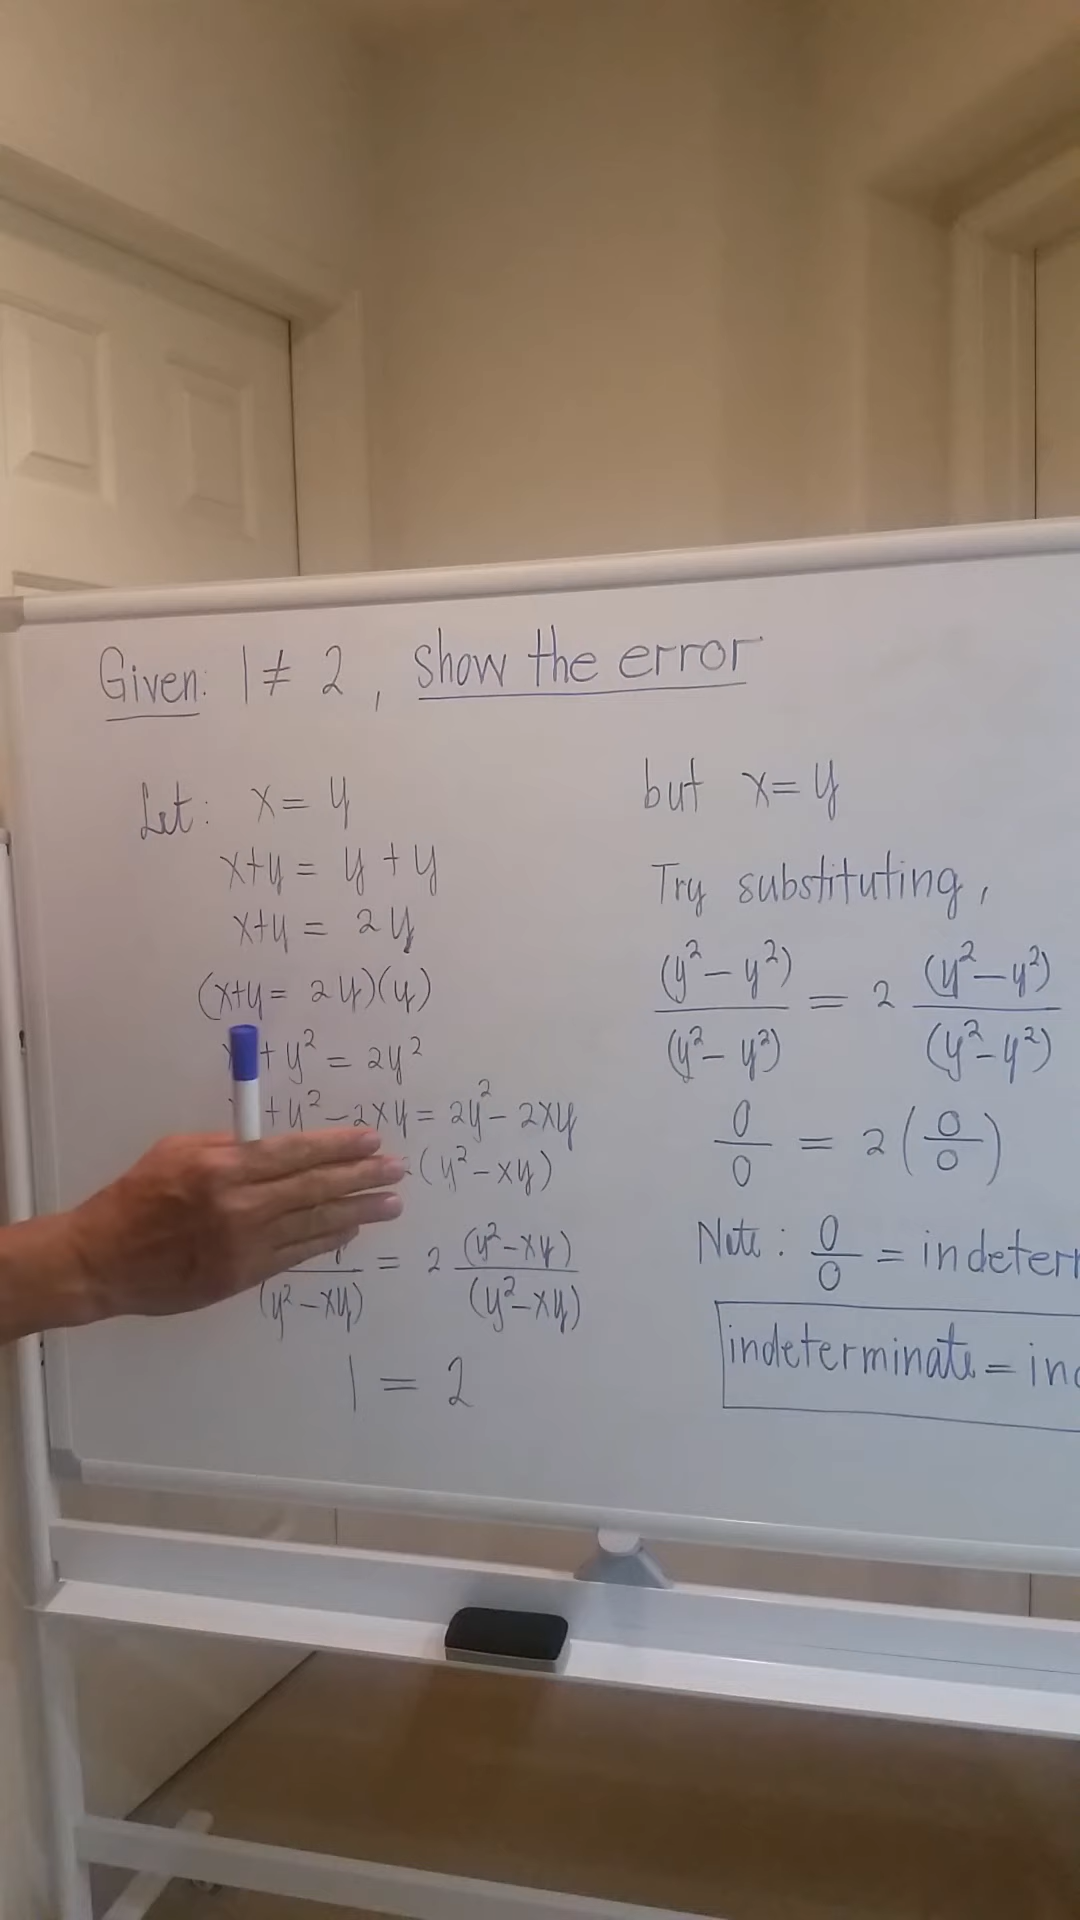 Given: 1 ≠ 2, show the error
Let: x = y
x+y = y + y
x+y = 2y
(x+y = 2y)(y)
+ y² = 2y²
+ y² – 2xy = 2y² – 2xy
(y² – xy)
= 2 (y² – xy)
(y² – xy) (y² – xy)
1 = 2
but x = y
Try substituting,
(y² – y²) = 2 (y² – y²)
(y² – y²) (y² – y²)
0/0 = 2 (0/0)
Note: 0/0 = indeter
indeterminate = ind